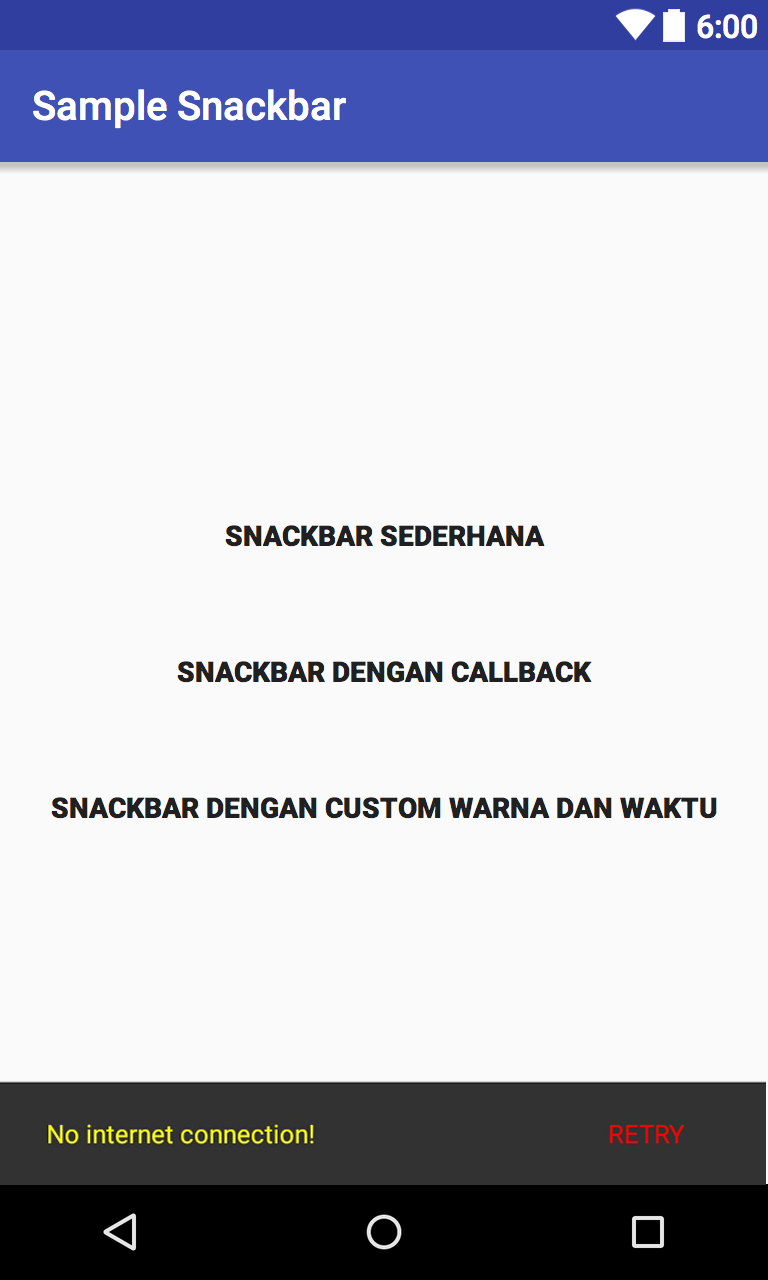 6:00
Sample Snackbar
SNACKBAR SEDERHANA
SNACKBAR DENGAN CALLBACK
SNACKBAR DENGAN CUSTOM WARNA DAN WAKTU
No internet connection! RETRY